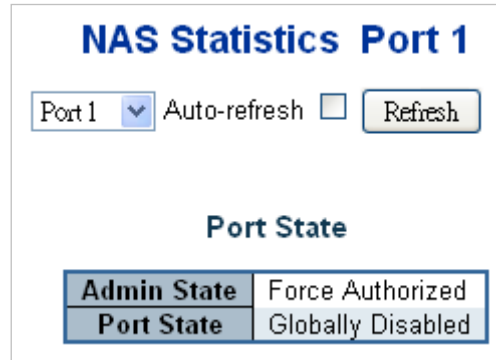 NAS Statistics Port 1
Port 1 Auto-refresh Refresh
Port State
Admin State Force Authorized
Port State Globally Disabled